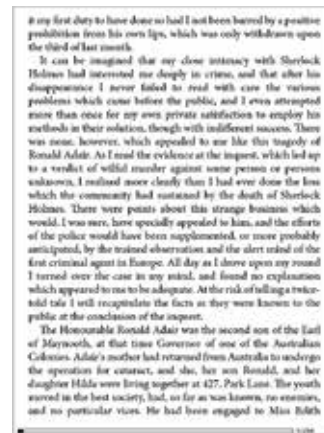 it my first duty to have done so had I not been barred by a positive
prohibition from his own lips, which was only withdrawn upon
the third of last month.
It can be imagined that my close intimacy with Sherlock
Holmes had interested me deeply in crime, and that after his
disappearance I never failed to read with care the various
problems which came before the public, and I even attempted
more than once for my own private satisfaction to employ his
methods in their solution, though with indifferent success. There
was none, however, which appealed to me like this tragedy of
Ronald Adair. As I read the evidence at the inquest, which led up
to a verdict of wilful murder against some person or persons
unknown, I realised more clearly than I had ever done the loss
which the community had sustained by the death of Sherlock
Holmes. There were points about this strange business which
would, I was sure, have specially appealed to him, and the efforts
of the police would have been supplemented, or more probably
anticipated, by the trained observation and the alert mind of the
first criminal agent in Europe. All day as I drove upon my round
I turned over the case in my mind, and found no explanation
which appeared to me to be adequate. At the risk of telling a twice-
told tale I will recapitulate the facts as they were known to the
public at the conclusion of the inquest.
The Honourable Ronald Adair was the second son of the Earl
of Maynooth, at that time Governor of one of the Australian
Colonies. Adair's mother had returned from Australia to undergo
the operation for cataract, and she, her son Ronald, and her
daughter Hilda were living together at 427, Park Lane. The youth
moved in the best society, had, so far as was known, no enemies,
and no particular vices. He had been engaged to Miss Edith